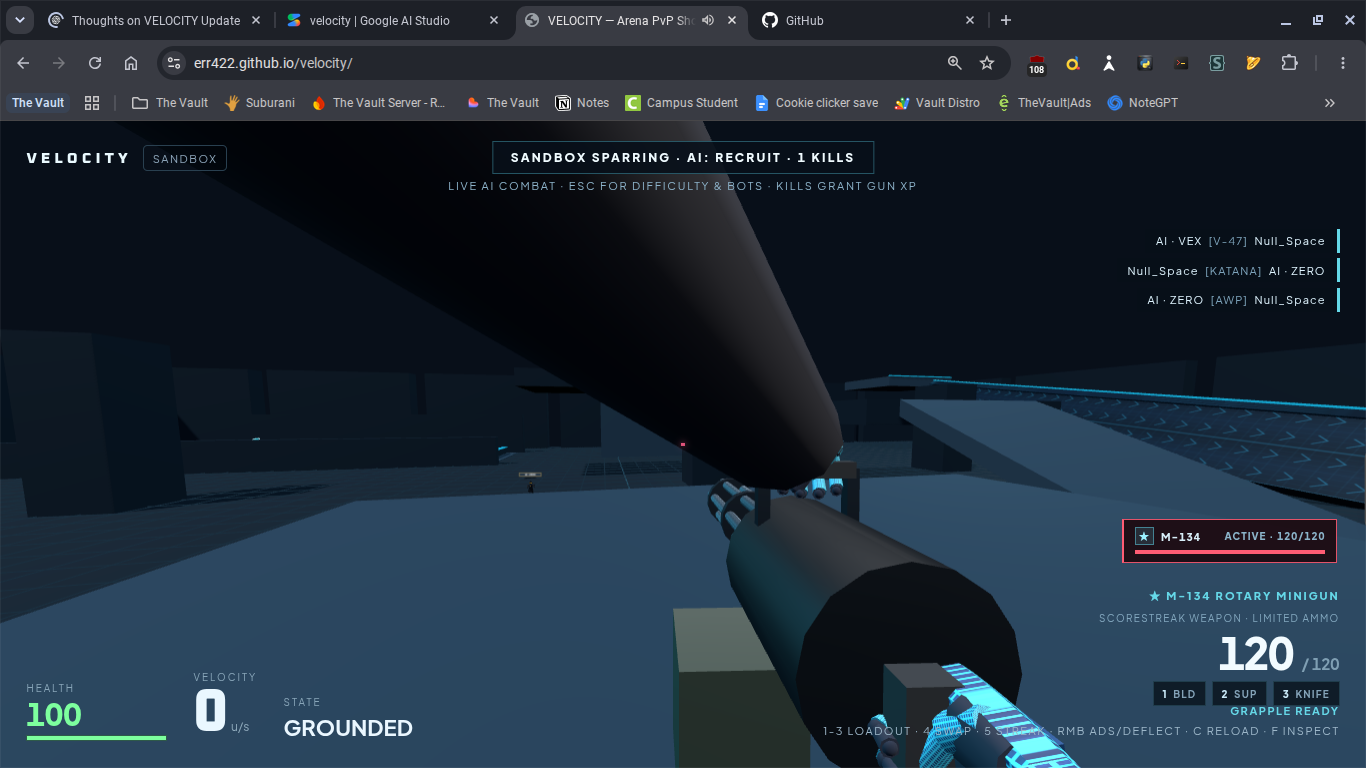 Thoughts on VELOCITY Update
velocity | Google AI Studio
VELOCITY — Arena PvP Sh
GitHub
err422.github.io/velocity/
108
The Vault
The Vault
Suburani
The Vault Server - R...
The Vault
Notes
Campus Student
Cookie clicker save
Vault Distro
TheVault|Ads
NoteGPT
VELOCITY
SANDBOX
SANDBOX SPARRING · AI: RECRUIT · 1 KILLS
LIVE AI COMBAT · ESC FOR DIFFICULTY & BOTS · KILLS GRANT GUN XP
AI · VEX [V-47] Null_Space
Null_Space [KATANA] AI · ZERO
AI · ZERO [AWP] Null_Space
★ M-134 ACTIVE · 120/120
★ M-134 ROTARY MINIGUN
SCORESTREAK WEAPON · LIMITED AMMO
120 / 120
1 BLD 2 SUP 3 KNIFE
GRAPPLE READY
1-3 LOADOUT · 4 SWAP · 5 STREAK · RMB ADS/DEFLECT · C RELOAD · F INSPECT
HEALTH
100
VELOCITY
0 u/s
STATE
GROUNDED